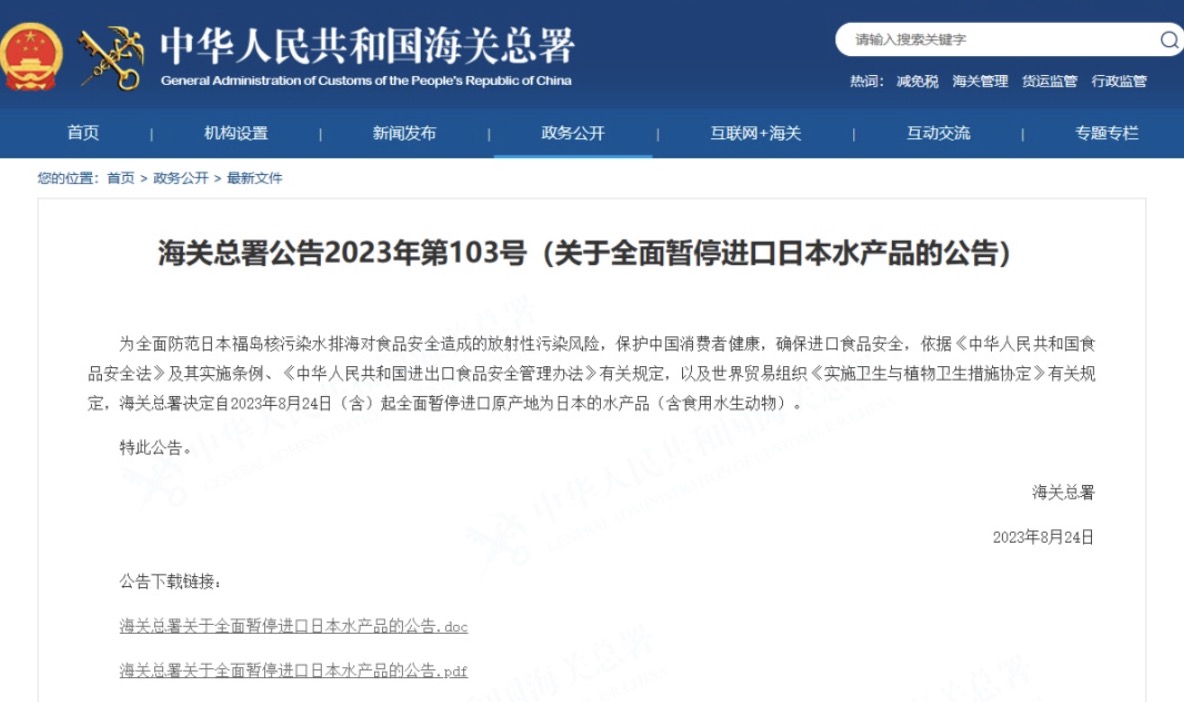 中华人民共和国海关总署
General Administration of Customs of the People's Republic of China
请输入搜索关键字
热词： 减免税 海关管理 货运监管 行政监管
首页 | 机构设置 | 新闻发布 | 政务公开 | 互联网+海关 | 互动交流 | 专题专栏
您的位置：首页 > 政务公开 > 最新文件
海关总署公告2023年第103号（关于全面暂停进口日本水产品的公告）
为全面防范日本福岛核污染水排海对食品安全造成的放射性污染风险，保护中国消费者健康，确保进口食品安全，依据《中华人民共和国食
品安全法》及其实施条例、《中华人民共和国进出口食品安全管理办法》有关规定，以及世界贸易组织《实施卫生与植物卫生措施协定》有关规
定，海关总署决定自2023年8月24日（含）起全面暂停进口原产地为日本的水产品（含食用水生动物）。
特此公告。
海关总署
2023年8月24日
公告下载链接：
海关总署关于全面暂停进口日本水产品的公告.doc
海关总署关于全面暂停进口日本水产品的公告.pdf